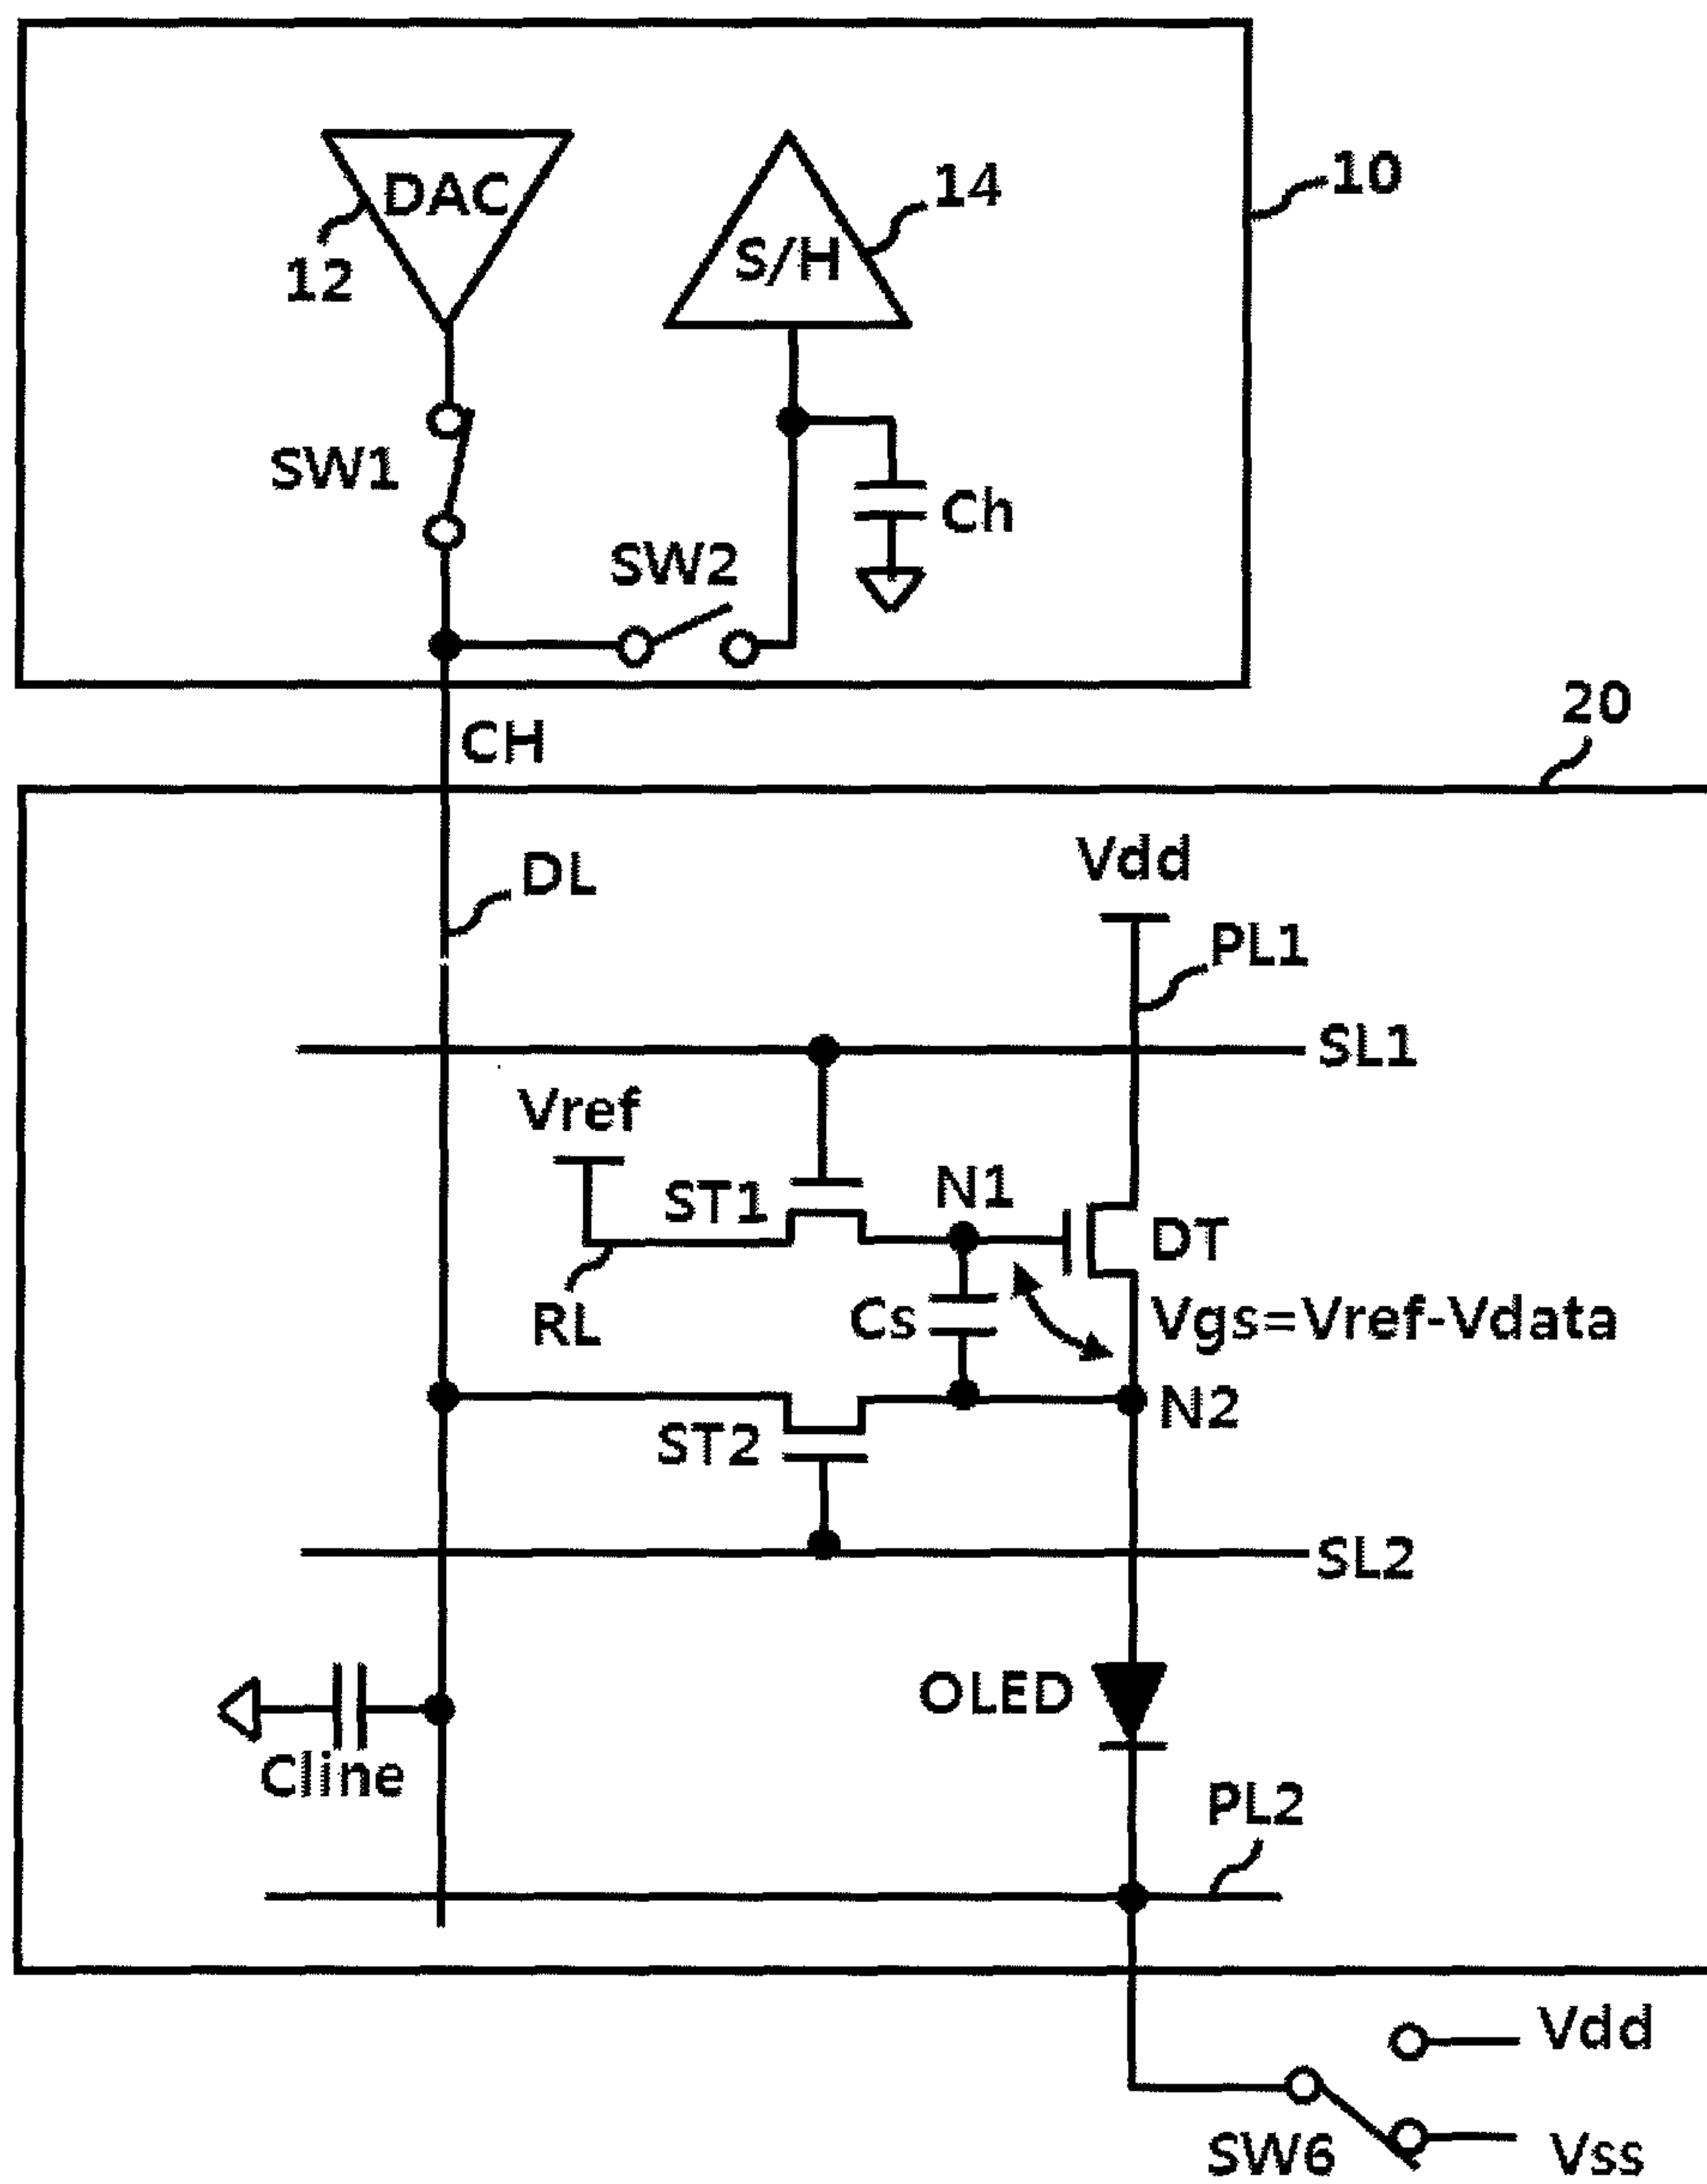 10
DAC
14
S/H
12
SW1
Ch
SW2
20
CH
Vdd
DL
PL1
SL1
Vref
ST1
N1
DT
RL
Cs
Vgs=Vref-Vdata
N2
ST2
SL2
OLED
Cline
PL2
Vdd
SW6
Vss